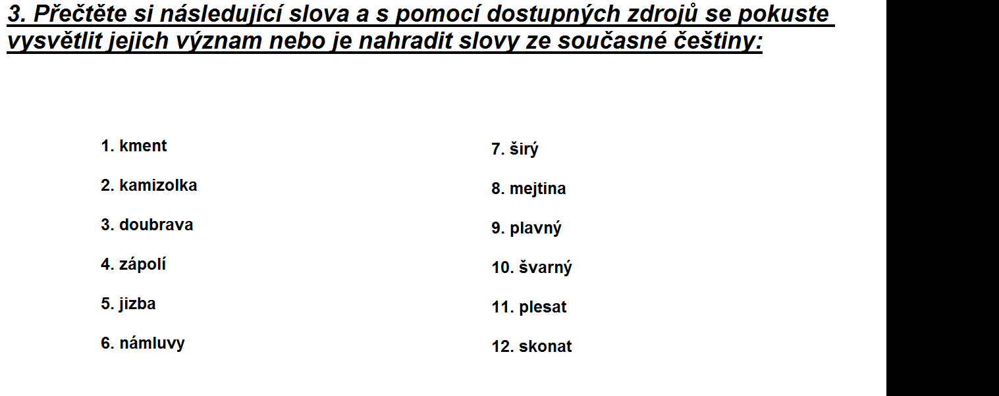 3. Přečtěte si následující slova a s pomocí dostupných zdrojů se pokuste
vysvětlit jejich význam nebo je nahradit slovy ze současné češtiny:
1. kment
2. kamizolka
3. doubrava
4. zápolí
5. jizba
6. námluvy
7. širý
8. mejtina
9. plavný
10. švarný
11. plesat
12. skonat